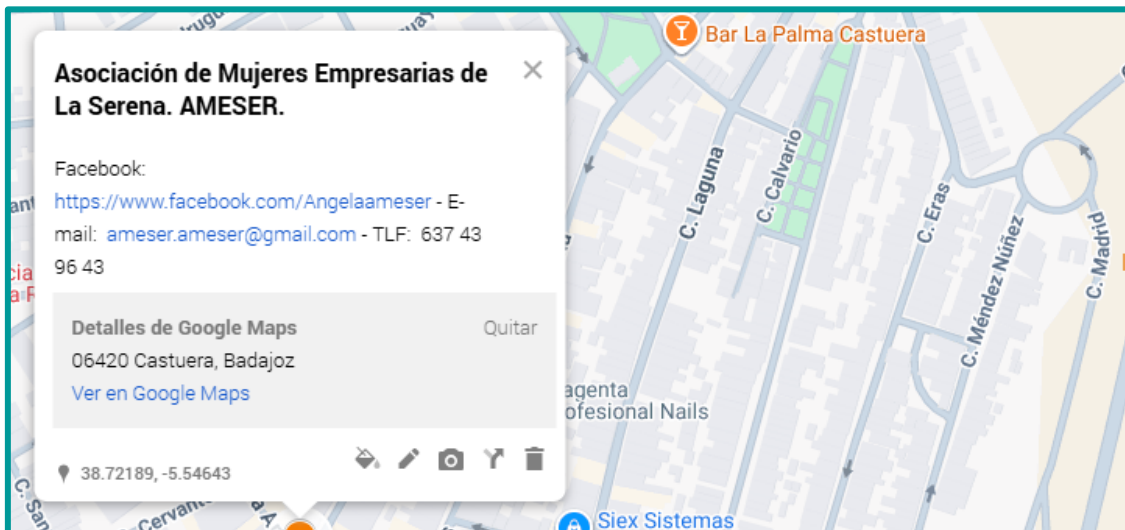 Asociación de Mujeres Empresarias de
La Serena. AMESER.
Facebook:
https://www.facebook.com/Angelaameser - E-
mail: ameser.ameser@gmail.com - TLF: 637 43
96 43
Detalles de Google Maps
Quitar
06420 Castuera, Badajoz
Ver en Google Maps
38.72189, -5.54643
Bar La Palma Castuera
C. Laguna
C. Calvario
C. Eras
C. Méndez Núñez
C. Madrid
ofesional Nails
Siex Sistemas
C. San
Cervant